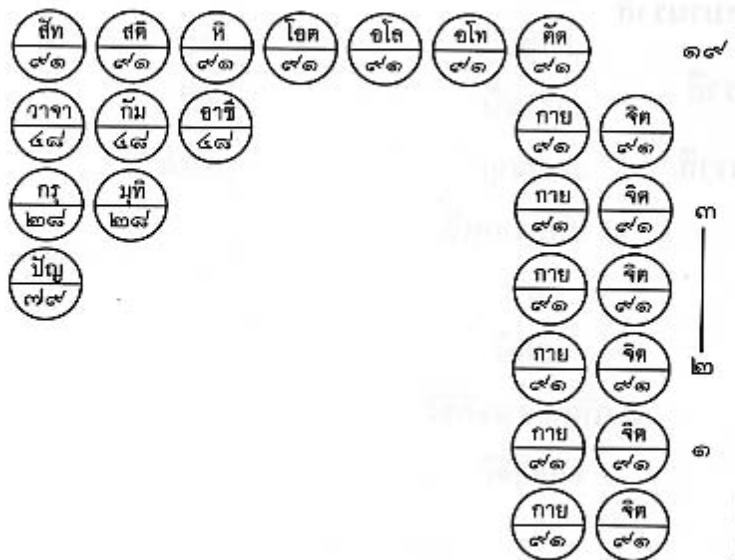 สัท สติ หิ โอต อโล อโท ตัต
๙๑ ๙๑ ๙๑ ๙๑ ๙๑ ๙๑ ๙๑ ๑๙
วาจา กัม อาชี กาย จิต
๔๘ ๔๘ ๔๘ ๙๑ ๙๑
กรุ มุทิ กาย จิต
๒๘ ๒๘ ๙๑ ๙๑ ๓
ปัญ กาย จิต
๗๙ ๙๑ ๙๑
กาย จิต
๙๑ ๙๑ ๒
กาย จิต
๙๑ ๙๑ ๑
กาย จิต
๙๑ ๙๑